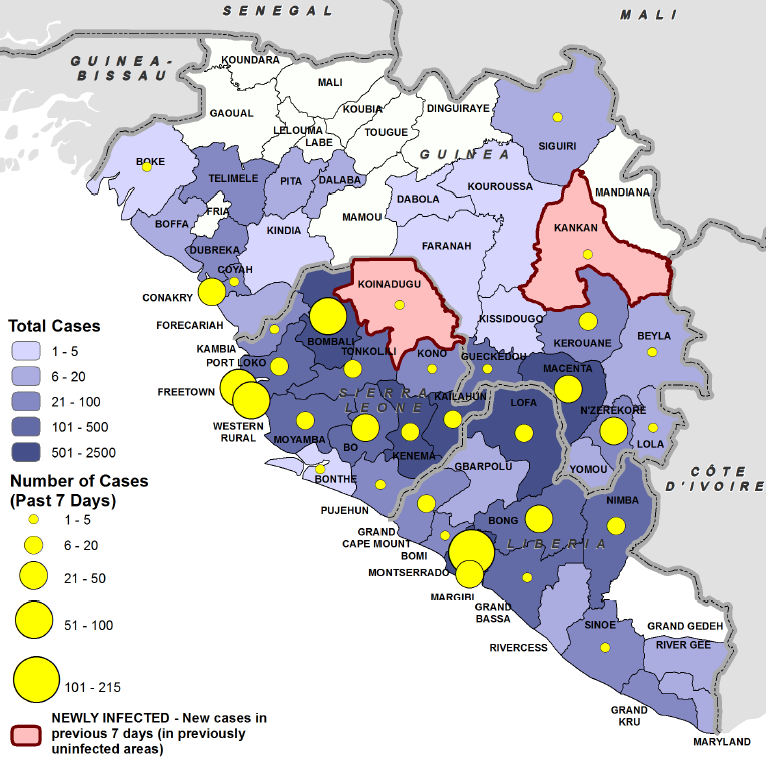 SENEGAL
MALI
GUINEA-
BISSAU
KOUNDARA
MALI
GAOUAL
KOUBIA
DINGUIRAYE
LELOUMA
LABE
TOUGUE
SIGUIRI
GUINEA
BOKE
TELIMELE
PITA
DALABA
KOUROUSSA
MANDIANA
DABOLA
FRIA
BOFFA
MAMOU
KANKAN
KINDIA
FARANAH
DUBREKA
COYAH
CONAKRY
KOINADUGU
FORECARIAH
KISSIDOUGO
KEROUANE
BEYLA
KAMBIA
BOMBALI
TONKOLILI
KONO
GUECKEDOU
PORT LOKO
MACENTA
FREETOWN
SIERRA
LEONE
KAILAHUN
LOFA
N'ZEREKORE
WESTERN
RURAL
MOYAMBA
BO
KENEMA
LOLA
GBARPOLU
YOMOU
BONTHE
CÔTE
D'IVOIRE
PUJEHUN
NIMBA
BONG
GRAND
CAPE MOUNT
LIBERIA
BOMI
MONTSERRADO
MARGIBI
GRAND
BASSA
SINOE
GRAND GEDEH
RIVERCESS
RIVER GEE
GRAND
KRU
MARYLAND
Total Cases
1 - 5
6 - 20
21 - 100
101 - 500
501 - 2500
Number of Cases
(Past 7 Days)
1 - 5
6 - 20
21 - 50
51 - 100
101 - 215
NEWLY INFECTED - New cases in
previous 7 days (in previously
uninfected areas)